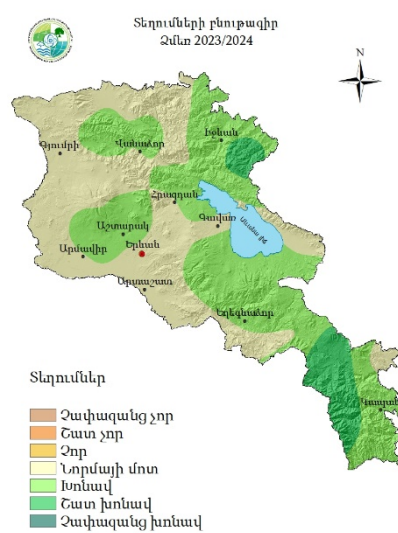 Տեղումների բնութագիր
Ձմեռ 2023/2024
N
Իջևան
Գյումրի
Վանաձոր
Հրազդան
Գավառ
Սևանա լիճ
Աշտարակ
Երևան
Արմավիր
Արտաշատ
Եղեգնաձոր
Կապան
Տեղումներ
Չափազանց չոր
Շատ չոր
Չոր
Նորմայի մոտ
Խոնավ
Շատ խոնավ
Չափազանց խոնավ